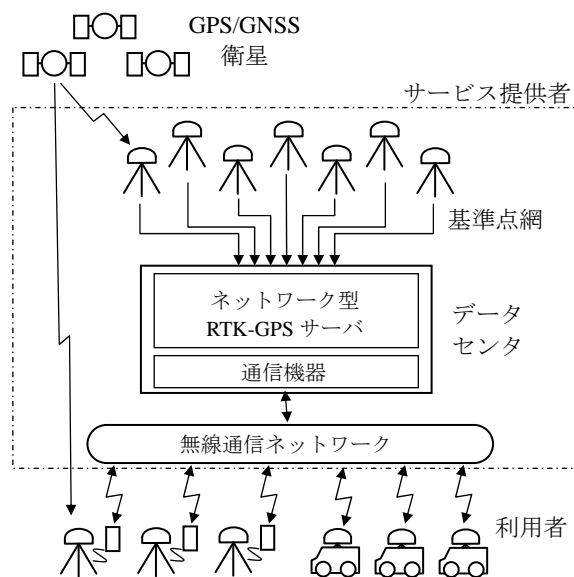 GPS/GNSS
衛星
サービス提供者
基準点網
ネットワーク型
RTK-GPS サーバ
データ
センタ
通信機器
無線通信ネットワーク
利用者